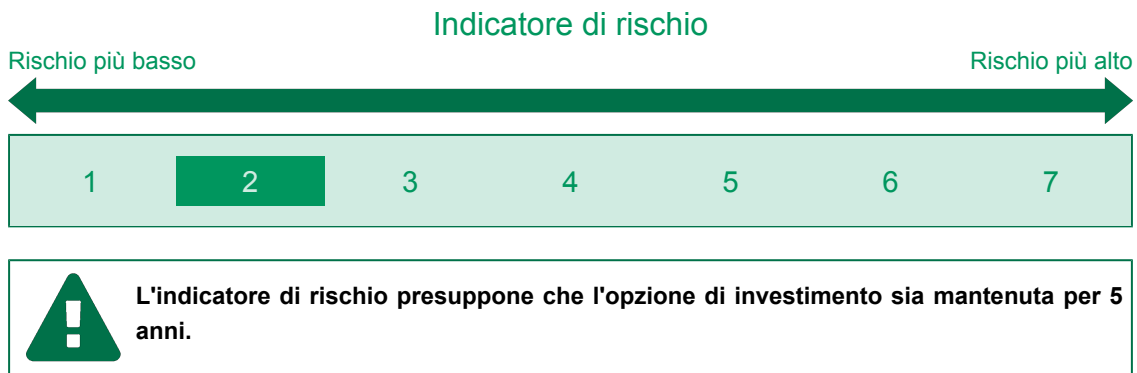 Indicatore di rischio
Rischio più basso
Rischio più alto
1 2 3 4 5 6 7
L'indicatore di rischio presuppone che l'opzione di investimento sia mantenuta per 5
anni.